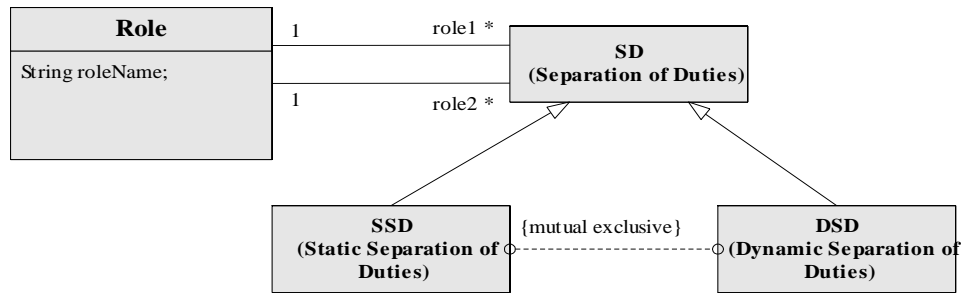 Role
String roleName;
1
role1 *
1
role2 *
SD
(Separation of Duties)
SSD
(Static Separation of
Duties)
{mutual exclusive}
DSD
(Dynamic Separation of
Duties)